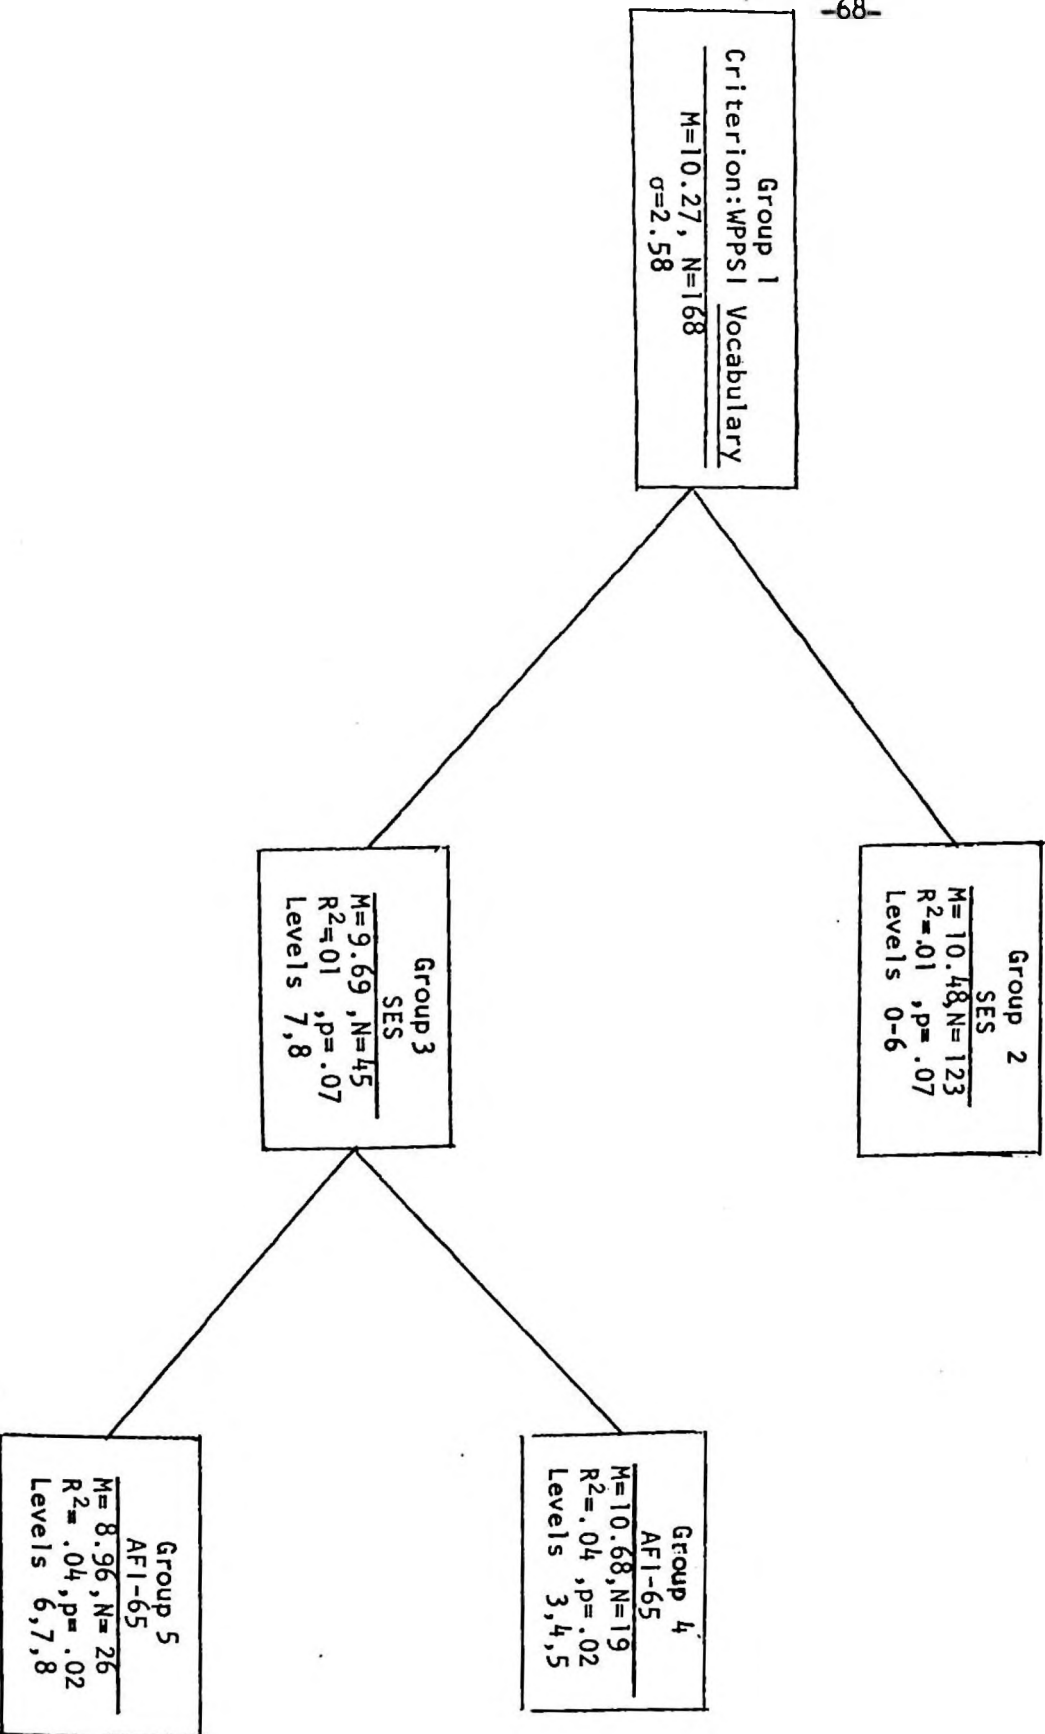 -68-
Group 1
Criterion:WPPSI Vocabulary
M=10.27, N=168
σ=2.58
Group 2
SES
M= 10.48,N= 123
R²=.01 ,p= .07
Levels 0-6
Group 3
SES
M=9.69 ,N=45
R²=.01 ,p= .07
Levels 7,8
Group 4
AFI-65
M=10.68,N=19
R²=.04 ,p=.02
Levels 3,4,5
Group 5
AFI-65
M= 8.96,N= 26
R²= .04,p= .02
Levels 6,7,8